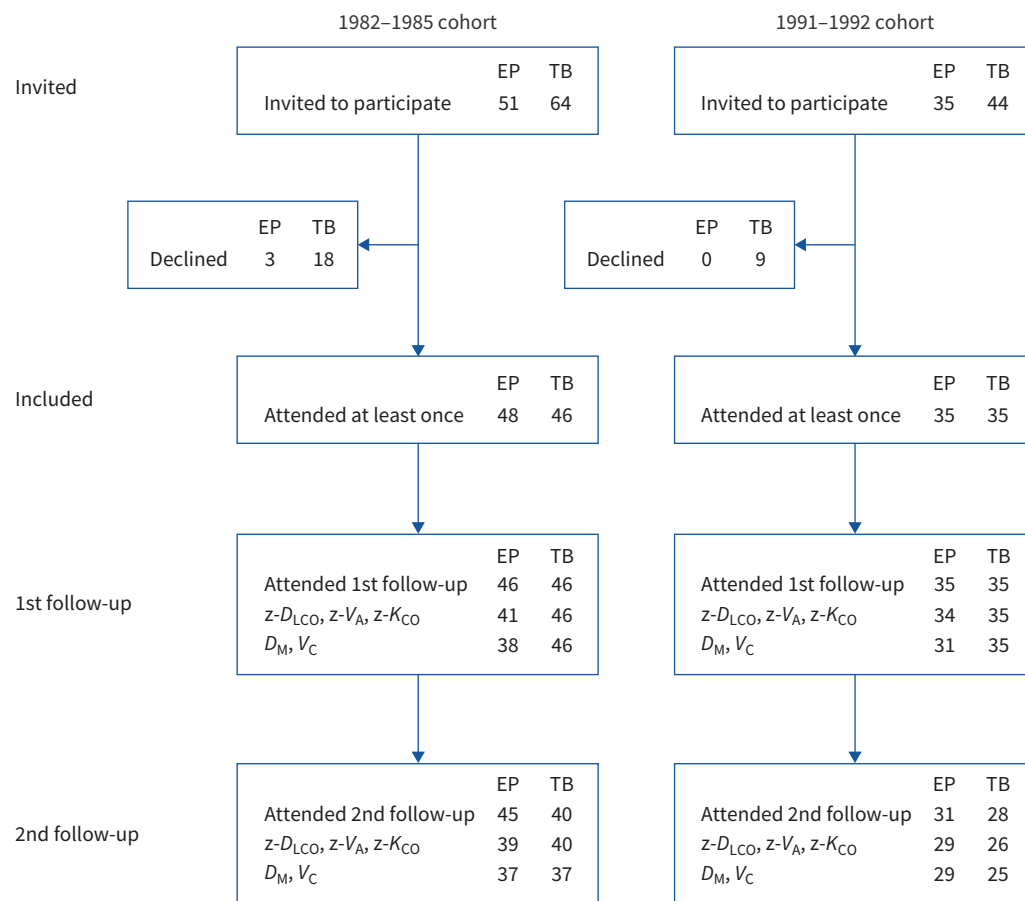 1982–1985 cohort 1991–1992 cohort
Invited
EP TB
Invited to participate 51 64
EP TB
Invited to participate 35 44
EP TB
Declined 3 18
EP TB
Declined 0 9
Included
EP TB
Attended at least once 48 46
EP TB
Attended at least once 35 35
1st follow-up
EP TB
Attended 1st follow-up 46 46
z-DLCO, z-VA, z-KCO 41 46
DM, VC 38 46
EP TB
Attended 1st follow-up 35 35
z-DLCO, z-VA, z-KCO 34 35
DM, VC 31 35
2nd follow-up
EP TB
Attended 2nd follow-up 45 40
z-DLCO, z-VA, z-KCO 39 40
DM, VC 37 37
EP TB
Attended 2nd follow-up 31 28
z-DLCO, z-VA, z-KCO 29 26
DM, VC 29 25